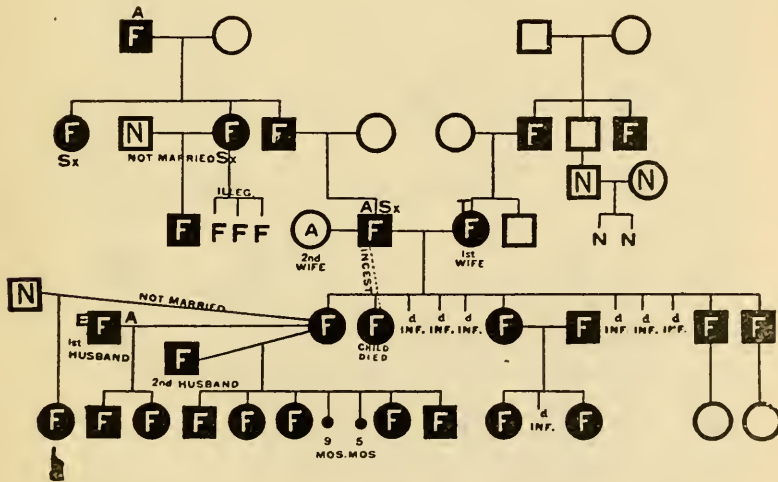 A
F
F F F F F
N
Sx NOT MARRIED Sx
ILLEG.
N N
F F F F
A Sx T
A F F
2nd WIFE
1st WIFE
N N
INCEST
N
NOT MARRIED
E F A
1st HUSBAND
F
2nd HUSBAND
F F d d d F F d d d F F
INF. INF. INF.
INF. INF. INF.
CHILD DIED
F F F F F F F F F d F
9 5
MOS. MOS
INF.